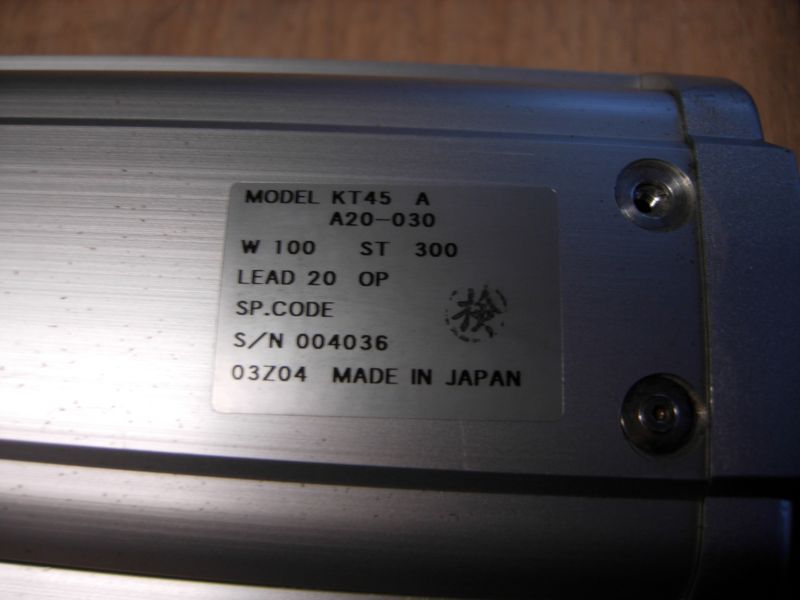 MODEL KT45 A
A20-030
W 100 ST 300
LEAD 20 OP
SP.CODE
検
S/N 004036
03Z04 MADE IN JAPAN